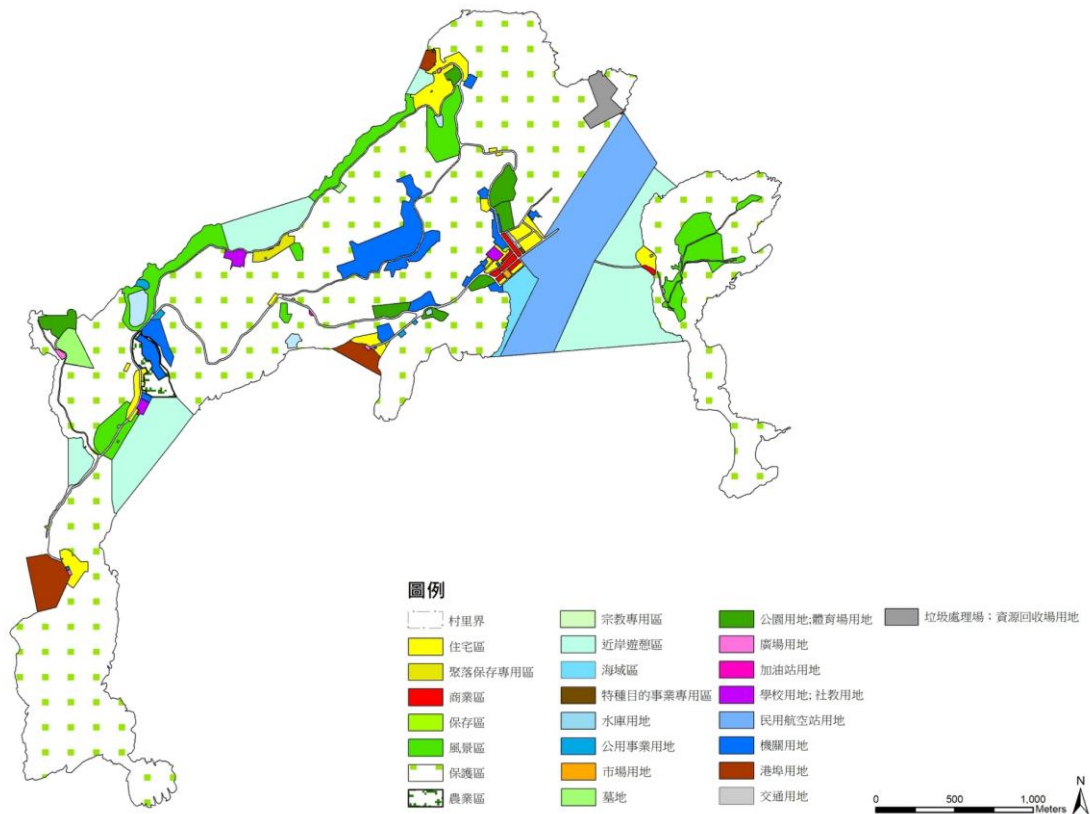 圖例
村里界
住宅區
聚落保存專用區
商業區
保存區
風景區
保護區
農業區
宗教專用區
近岸遊憩區
海域區
特種目的事業專用區
水庫用地
公用事業用地
市場用地
墓地
公園用地;體育場用地
廣場用地
加油站用地
學校用地;社教用地
民用航空站用地
機關用地
港埠用地
交通用地
垃圾處理場;資源回收場用地
0 500 1,000
Meters
N